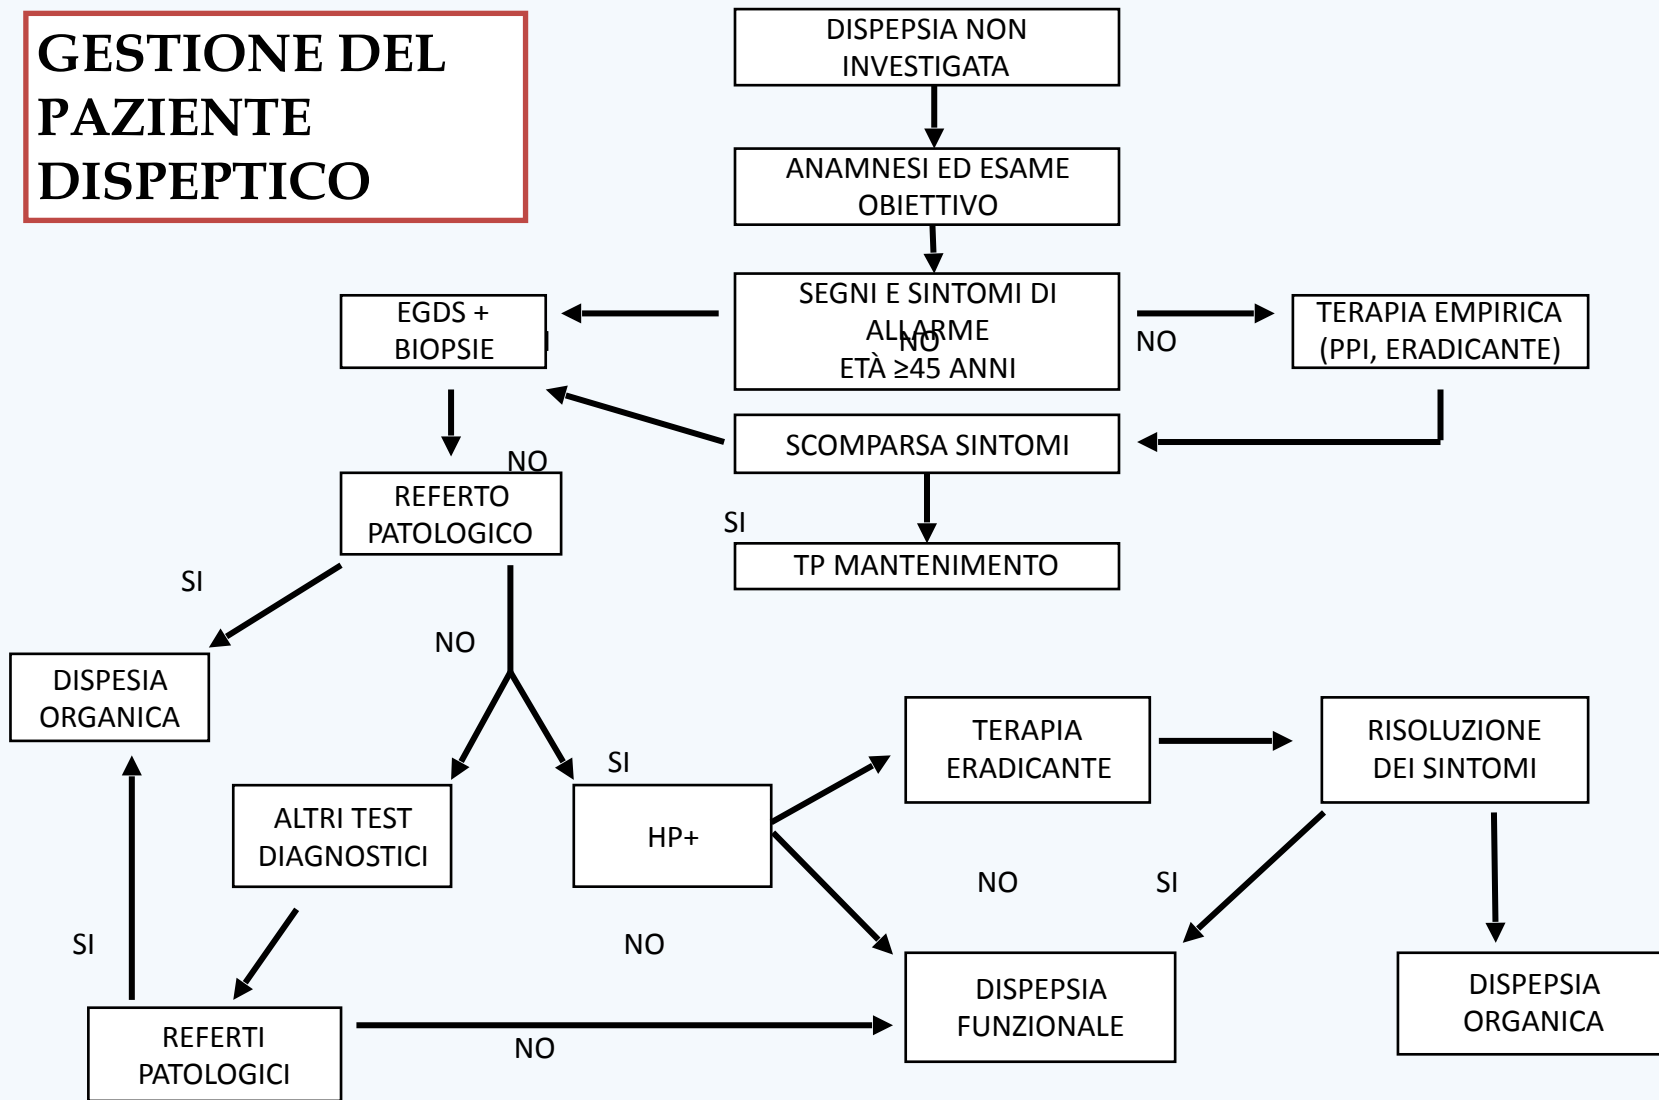 GESTIONE DEL
PAZIENTE
DISPEPTICO
DISPEPSIA NON
INVESTIGATA
ANAMNESI ED ESAME
OBIETTIVO
SEGNI E SINTOMI DI
ALLARME
NO
ETÀ ≥45 ANNI
EGDS +
BIOPSIE
NO
TERAPIA EMPIRICA
(PPI, ERADICANTE)
SCOMPARSA SINTOMI
NO
REFERTO
PATOLOGICO
SI
TP MANTENIMENTO
SI
NO
DISPESIA
ORGANICA
SI
TERAPIA
ERADICANTE
RISOLUZIONE
DEI SINTOMI
ALTRI TEST
DIAGNOSTICI
HP+
NO
SI
SI
NO
DISPEPSIA
FUNZIONALE
DISPEPSIA
ORGANICA
REFERTI
PATOLOGICI
NO